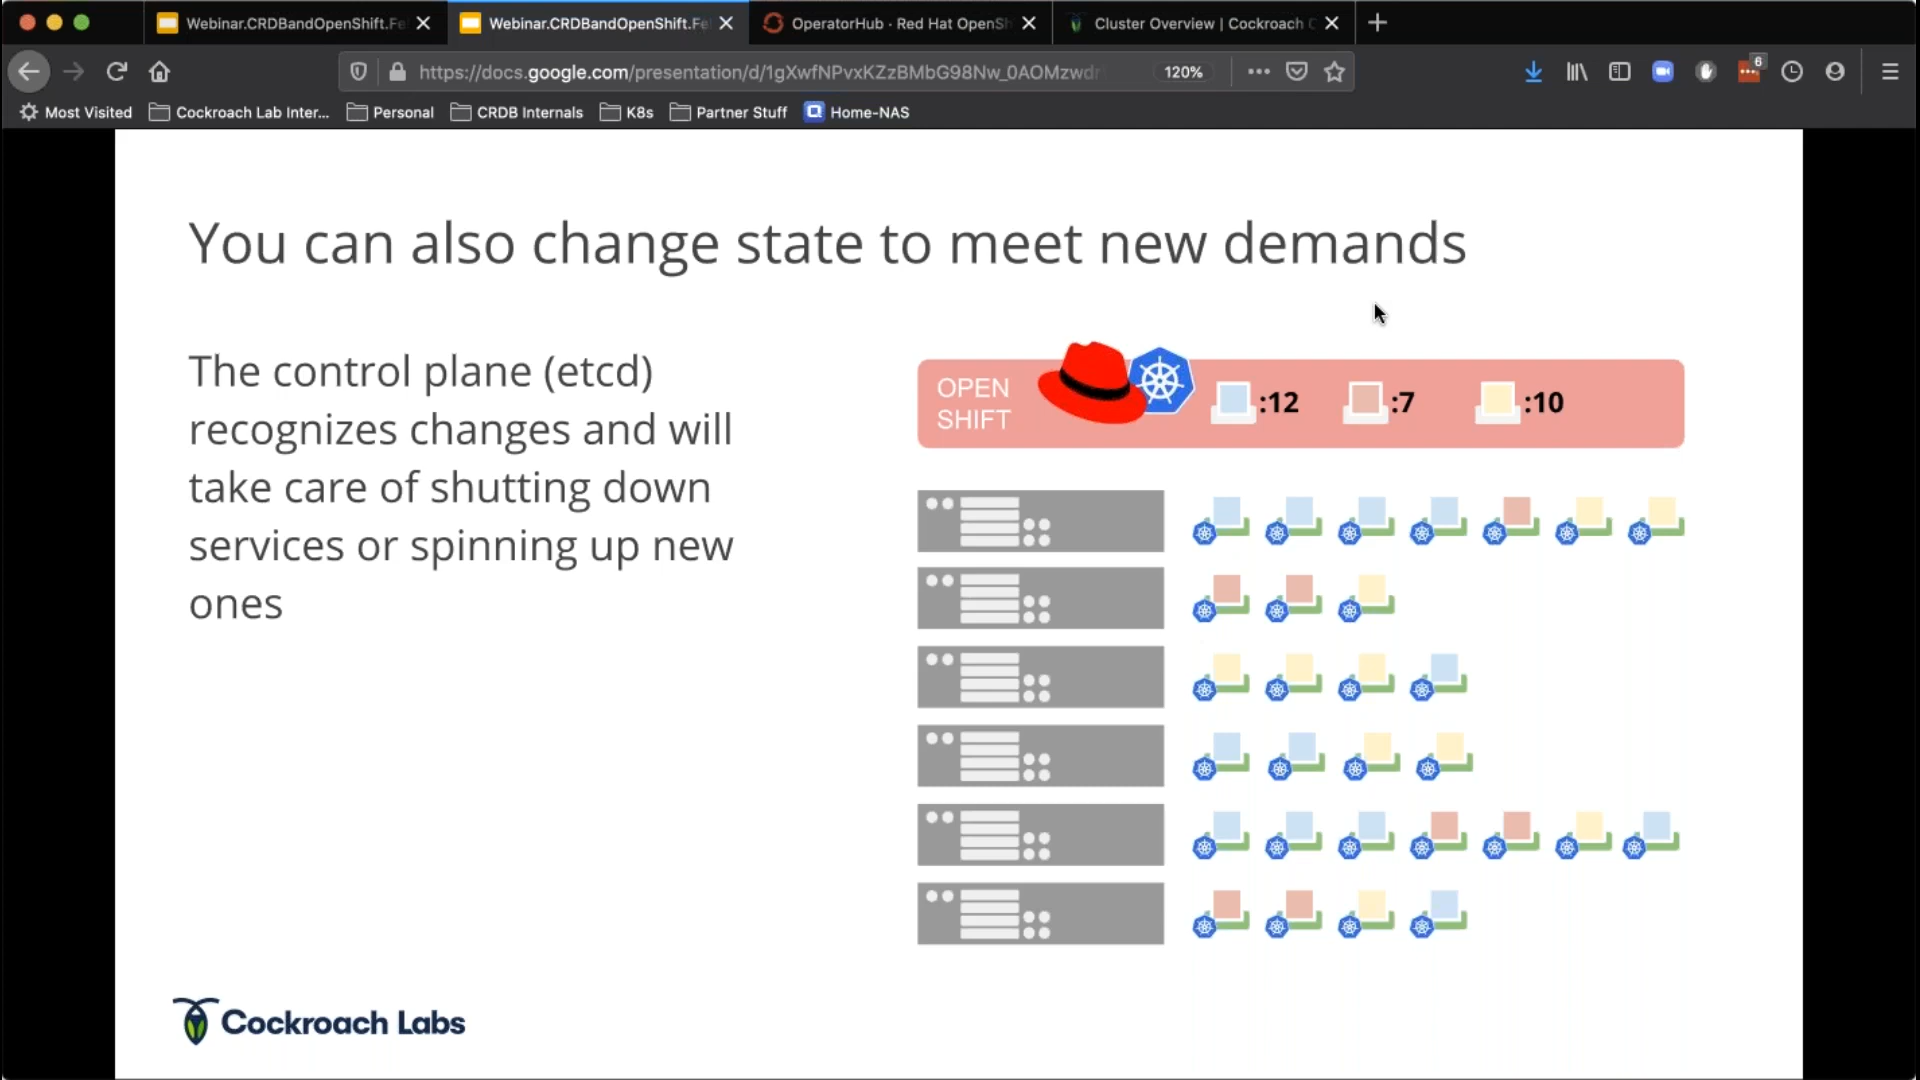 Webinar.CRDBandOpenShift.Fe
Webinar.CRDBandOpenShift.Fe
OperatorHub · Red Hat OpenSh
Cluster Overview | Cockroach C
https://docs.google.com/presentation/d/1gXwfNPvxKZzBMbG98Nw_0AOMzwdr
120%
6
Most Visited
Cockroach Lab Inter...
Personal
CRDB Internals
K8s
Partner Stuff
Home-NAS
You can also change state to meet new demands
The control plane (etcd)
recognizes changes and will
take care of shutting down
services or spinning up new
ones
OPEN
SHIFT
:12
:7
:10
Cockroach Labs